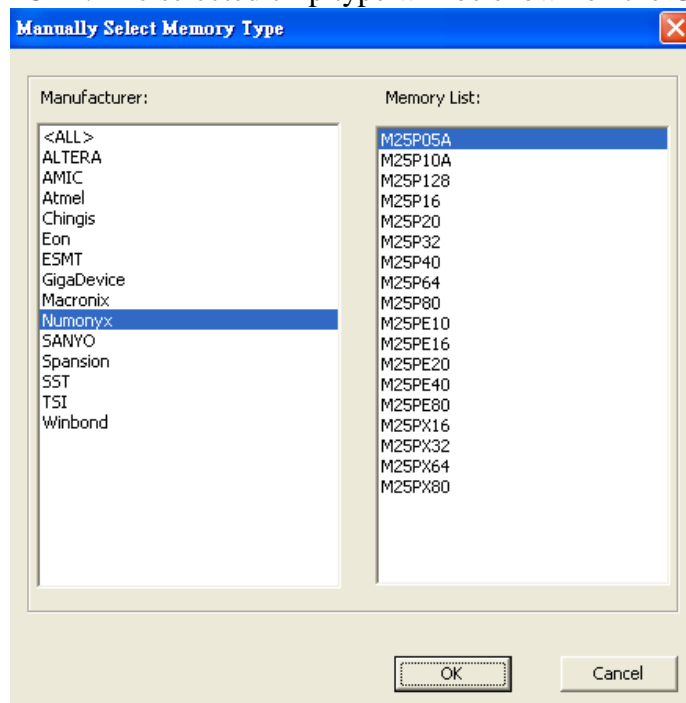 Manually Select Memory Type
Manufacturer:
<ALL>
ALTERA
AMIC
Atmel
Chingis
Eon
ESMT
GigaDevice
Macronix
Numonyx
SANYO
Spansion
SST
TSI
Winbond
Memory List:
M25P05A
M25P10A
M25P128
M25P16
M25P20
M25P32
M25P40
M25P64
M25P80
M25PE10
M25PE16
M25PE20
M25PE40
M25PE80
M25PX16
M25PX32
M25PX64
M25PX80
OK
Cancel